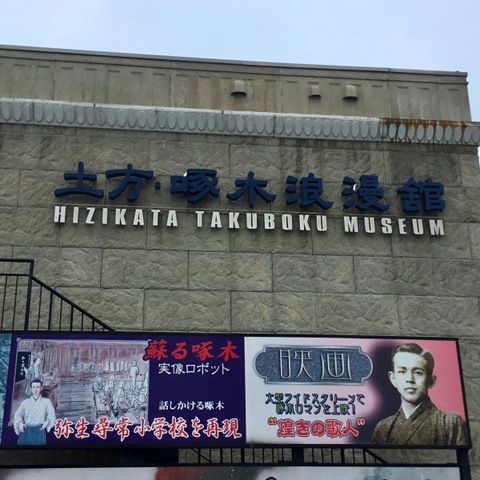 土方・啄木浪漫館
HIZIKATA TAKUBOKU MUSEUM
蘇る啄木
実像ロボット
話しかける啄木
弥生尋常小学校を再現
映画
大型ワイドスクリーンで
啄木ロマンを上映!
"煌きの歌人"